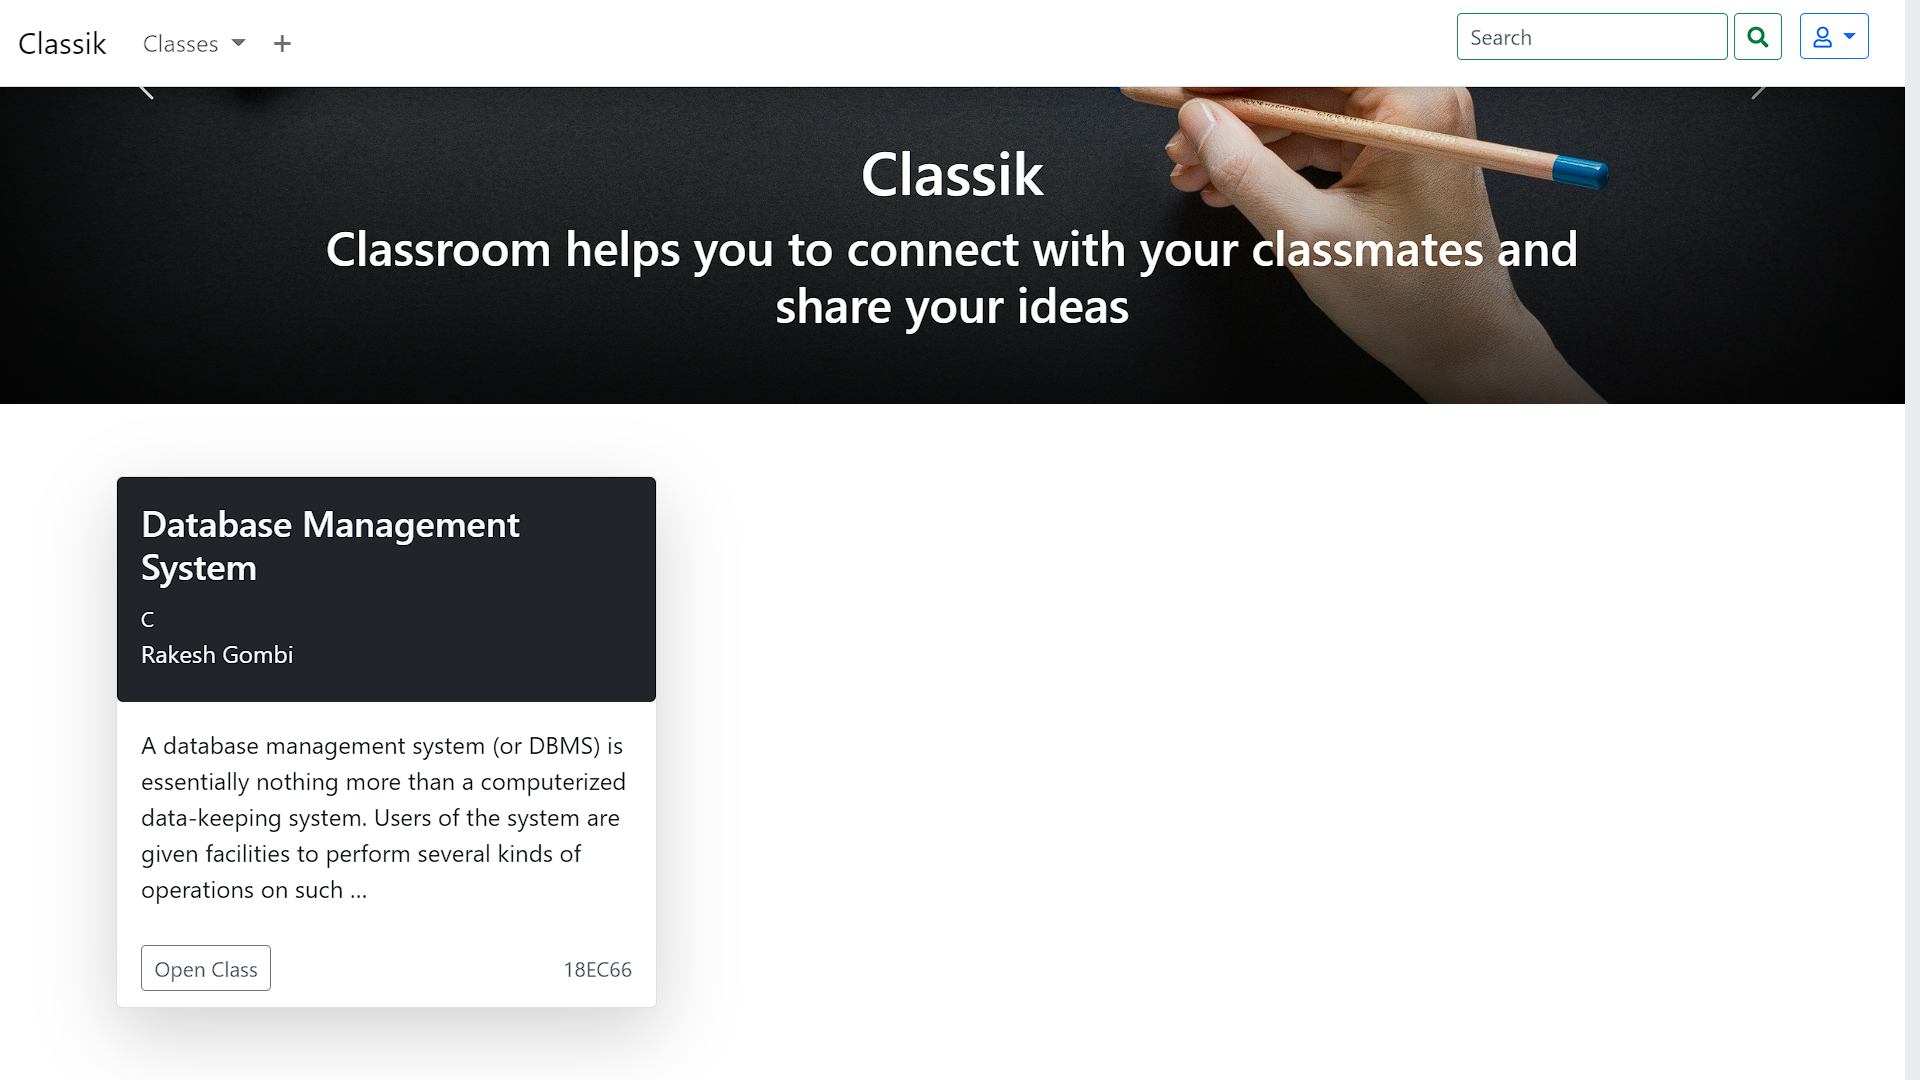 Classik
Classes
Search
Classik
Classroom helps you to connect with your classmates and
share your ideas
Database Management
System
C
Rakesh Gombi
A database management system (or DBMS) is
essentially nothing more than a computerized
data-keeping system. Users of the system are
given facilities to perform several kinds of
operations on such ...
Open Class
18EC66